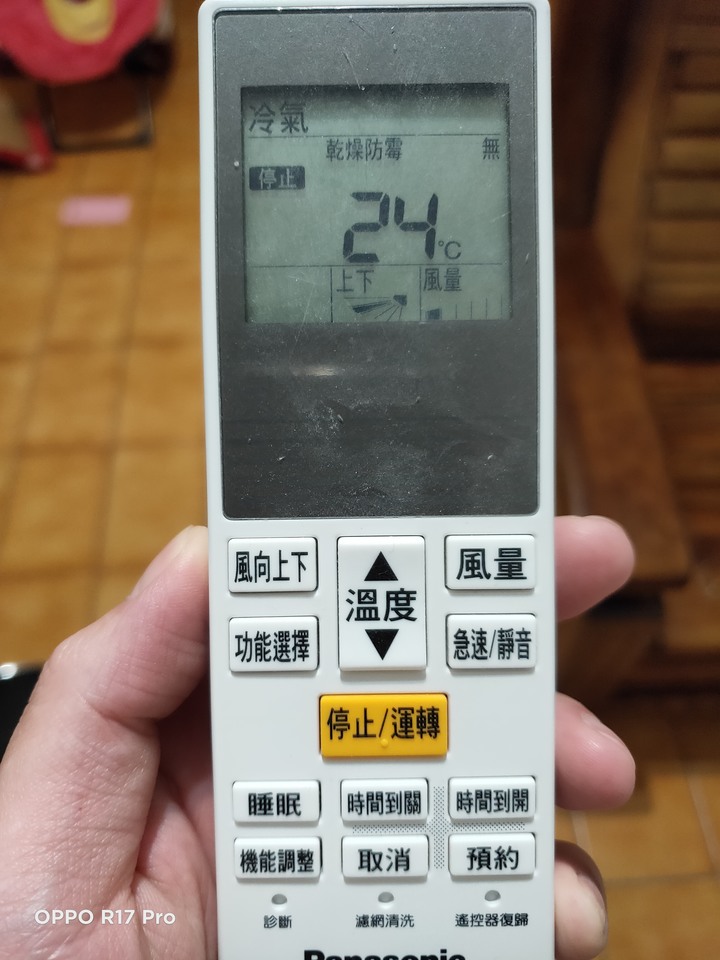 冷氣
乾燥防霉 無
停止
24℃
上下 風量
風向上下 溫度 風量
功能選擇 急速/靜音
停止/運轉
睡眠 時間到關 時間到開
機能調整 取消 預約
診斷 濾網清洗 遙控器復歸
Panasonic
OPPO R17 Pro